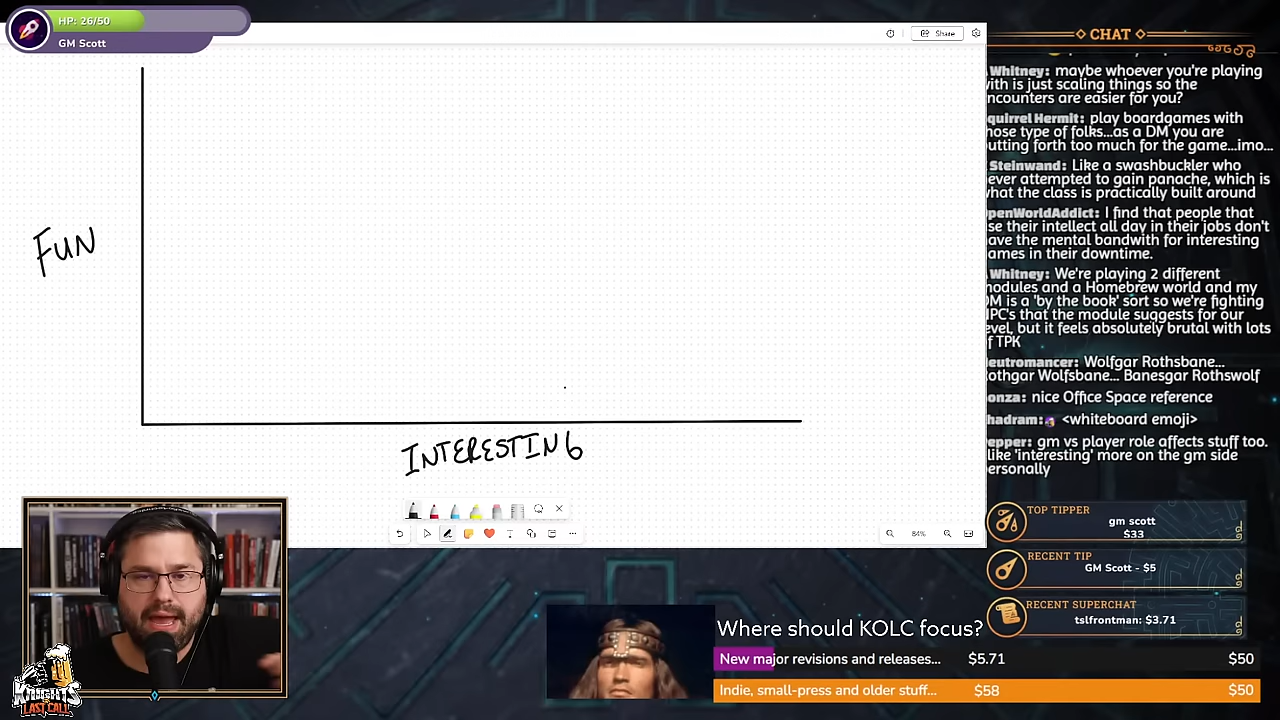 HP: 26/50
GM Scott
Share
FUN
INTERESTING
84%
CHAT
Whitney: maybe whoever you're playing
with is just scaling things so the
ncounters are easier for you?
quirrel Hermit: play boardgames with
hose type of folks...as a DM you are
utting forth too much for the game...imo...
Steinwand: Like a swashbuckler who
ever attempted to gain panache, which is
what the class is practically built around
penWorldAddict: I find that people that
se their intellect all day in their jobs don't
ave the mental bandwith for interesting
ames in their downtime.
Whitney: We're playing 2 different
nodules and a Homebrew world and my
DM is a 'by the book' sort so we're fighting
NPC's that the module suggests for our
evel, but it feels absolutely brutal with lots
f TPK
eutromancer: Wolfgar Rothsbane...
othgar Wolfsbane... Banesgar Rothswolf
onza: nice Office Space reference
hadram: <whiteboard emoji>
epper: gm vs player role affects stuff too.
like 'interesting' more on the gm side
ersonally
TOP TIPPER
gm scott
$33
RECENT TIP
GM Scott - $5
RECENT SUPERCHAT
tslfrontman: $3.71
Where should KOLC focus?
New major revisions and releases... $5.71 $50
Indie, small-press and older stuff... $58 $50
KNIGHTS
LAST CALL